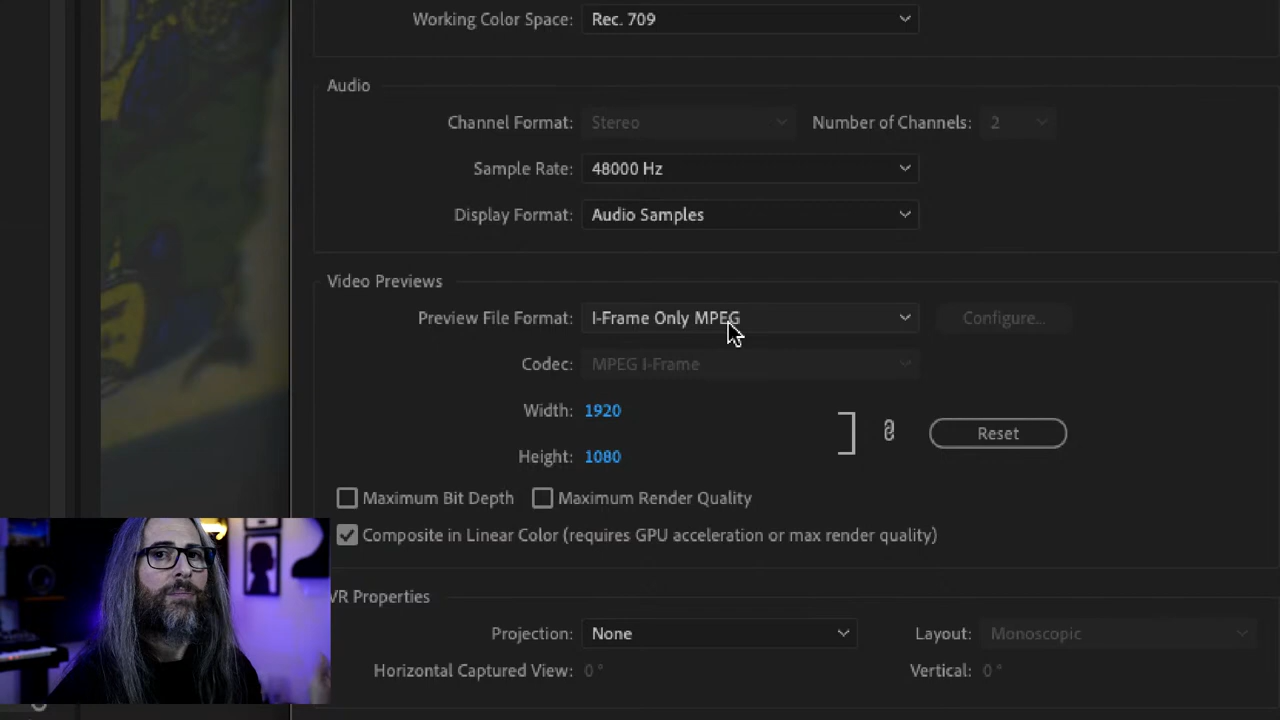 Working Color Space: Rec. 709
Audio
Channel Format: Stereo Number of Channels: 2
Sample Rate: 48000 Hz
Display Format: Audio Samples
Video Previews
Preview File Format: I-Frame Only MPEG Configure...
Codec: MPEG I-Frame
Width: 1920
Height: 1080
Reset
Maximum Bit Depth Maximum Render Quality
Composite in Linear Color (requires GPU acceleration or max render quality)
VR Properties
Projection: None Layout: Monoscopic
Horizontal Captured View: 0 ° Vertical: 0 °